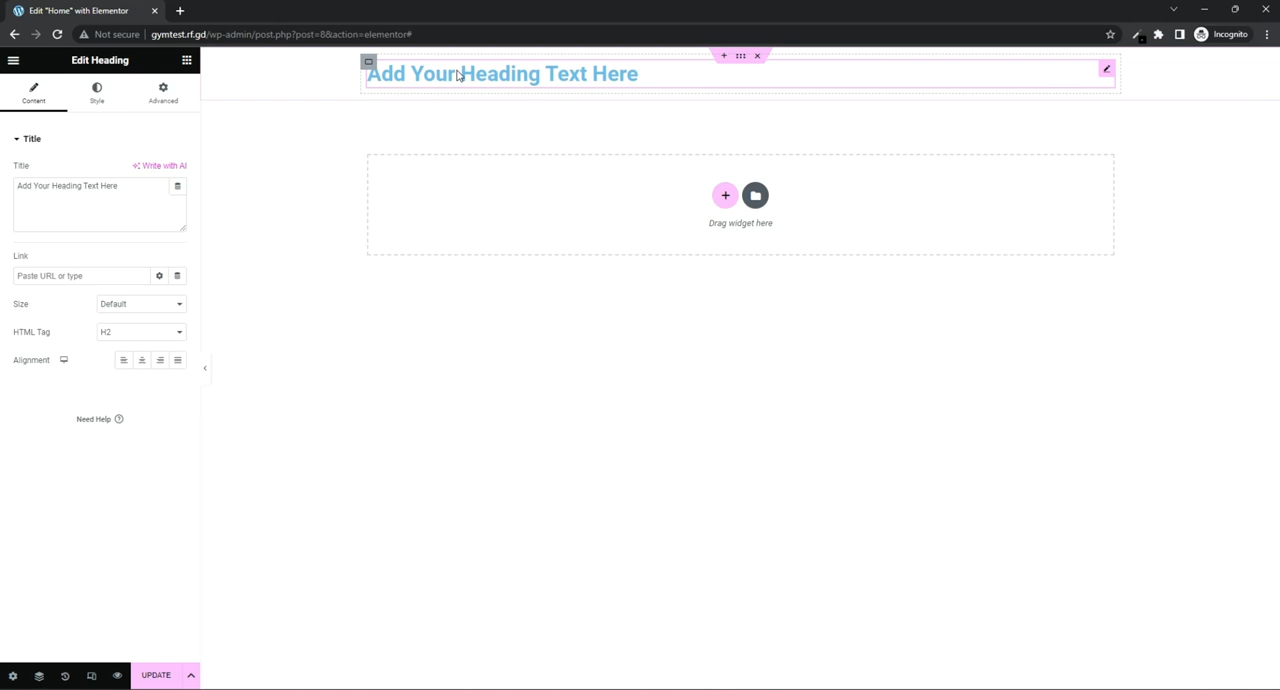 Edit "Home" with Elementor
Not secure
gymtest.rf.gd/wp-admin/post.php?post=8&action=elementor#
Incognito
Edit Heading
Content
Style
Advanced
Title
Title
Write with AI
Add Your Heading Text Here
Link
Paste URL or type
Size
Default
HTML Tag
H2
Alignment
Need Help
UPDATE
Add Your Heading Text Here
Drag widget here